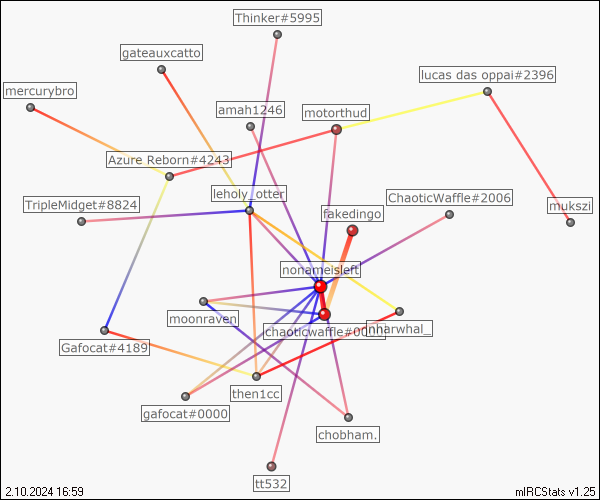 Thinker#5995
gateauxcatto
lucas das oppai#2396
mercurybro
amah1246
motorthud
Azure Reborn#4243
leholy_otter
ChaoticWaffle#2006
TripleMidget#8824
fakedingo
mukszi
nonameisleft
moonraven
chaoticwaffle#00
nharwhal_
Gafocat#4189
then1cc
gafocat#0000
chobham.
tt532
2.10.2024 16:59
mIRCStats v1.25